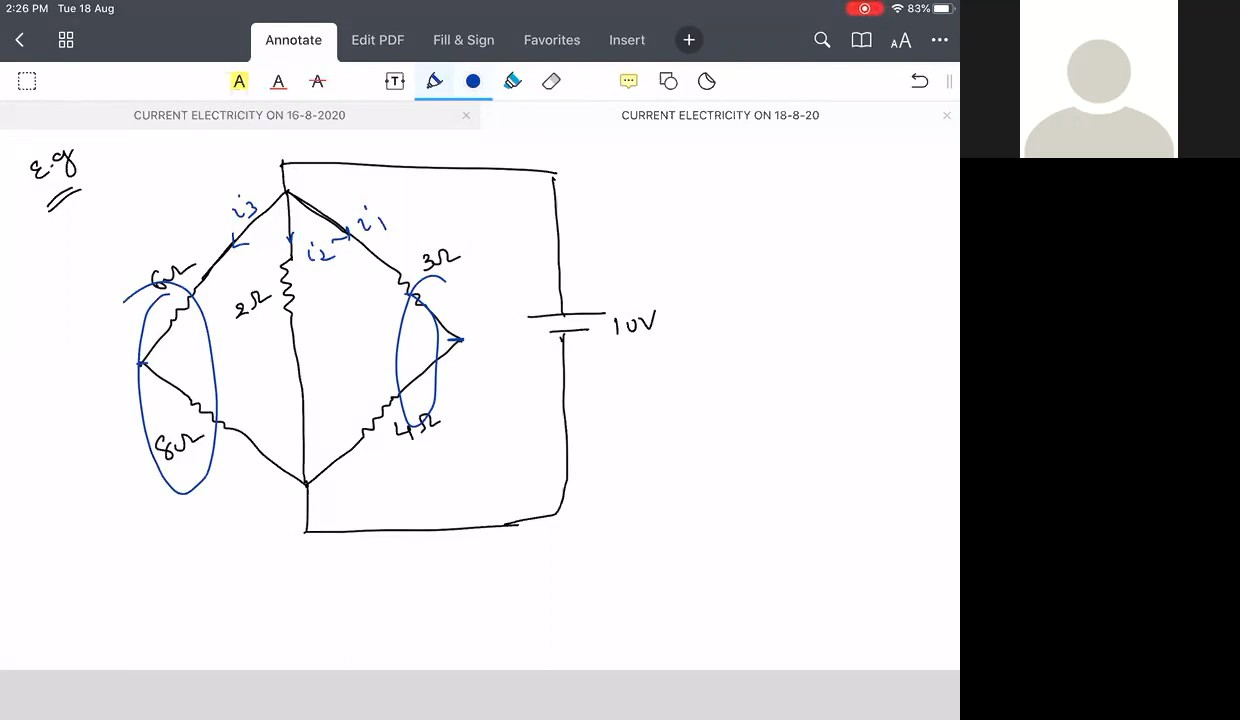 2:26 PM Tue 18 Aug
83%
Annotate Edit PDF Fill & Sign Favorites Insert
AA
A A A T
CURRENT ELECTRICITY ON 16-8-2020
CURRENT ELECTRICITY ON 18-8-20
E.g
i3
i1
i2
6Ω
3Ω
2Ω
10V
8Ω
4Ω